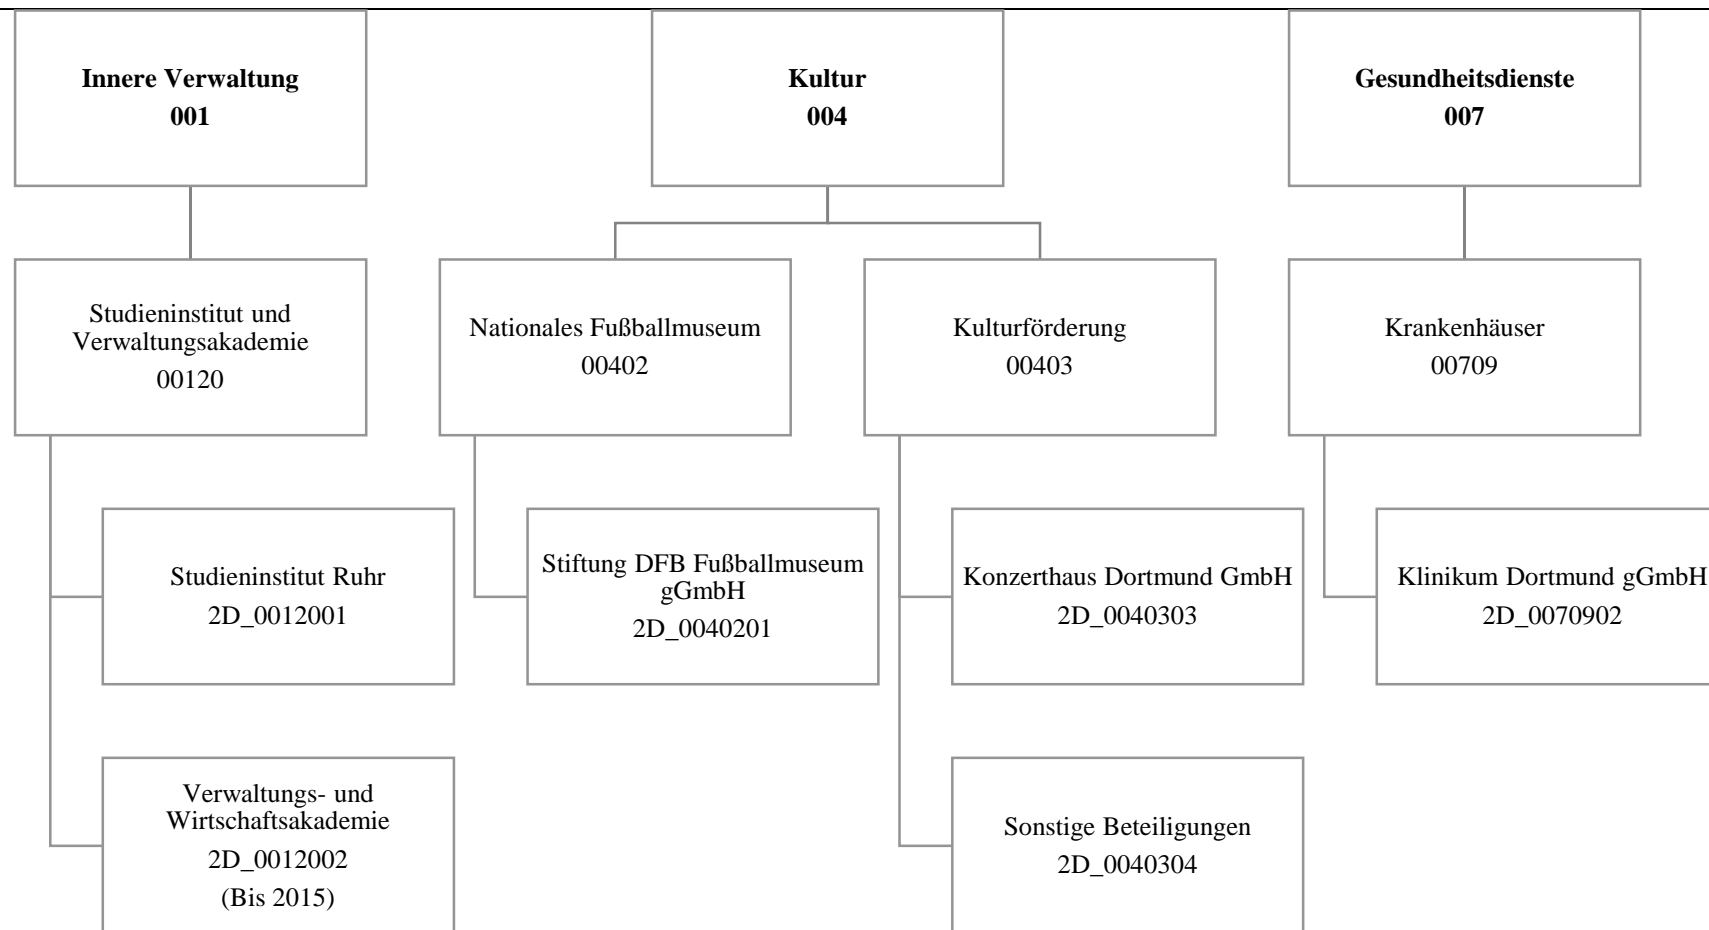 Innere Verwaltung
001
Kultur
004
Gesundheitsdienste
007
Studieninstitut und
Verwaltungsakademie
00120
Nationales Fußballmuseum
00402
Kulturförderung
00403
Krankenhäuser
00709
Studieninstitut Ruhr
2D_0012001
Stiftung DFB Fußballmuseum
gGmbH
2D_0040201
Konzerthaus Dortmund GmbH
2D_0040303
Klinikum Dortmund gGmbH
2D_0070902
Verwaltungs- und
Wirtschaftsakademie
2D_0012002
(Bis 2015)
Sonstige Beteiligungen
2D_0040304